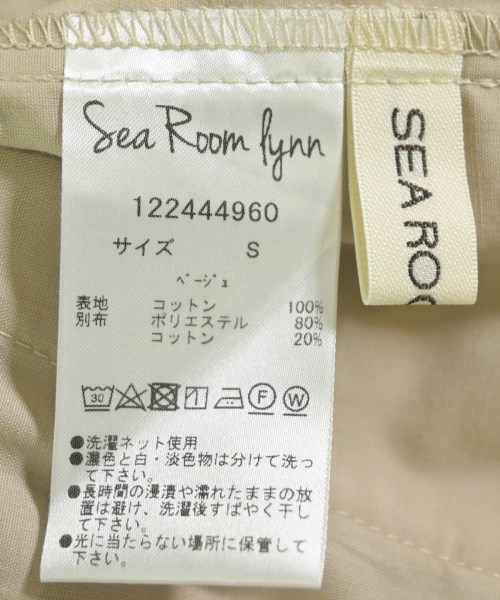 Sea Room lynn
122444960
サイズ S
ベージュ
表地 コットン 100%
別布 ポリエステル 80%
コットン 20%
30 F W
●洗濯ネット使用
●濃色と白・淡色物は分けて洗っ
て下さい。
●長時間の浸漬や濡れたままの放
置は避け、洗濯後すばやく干し
て下さい。
●光に当たらない場所に保管して
下さい。
SEA ROO